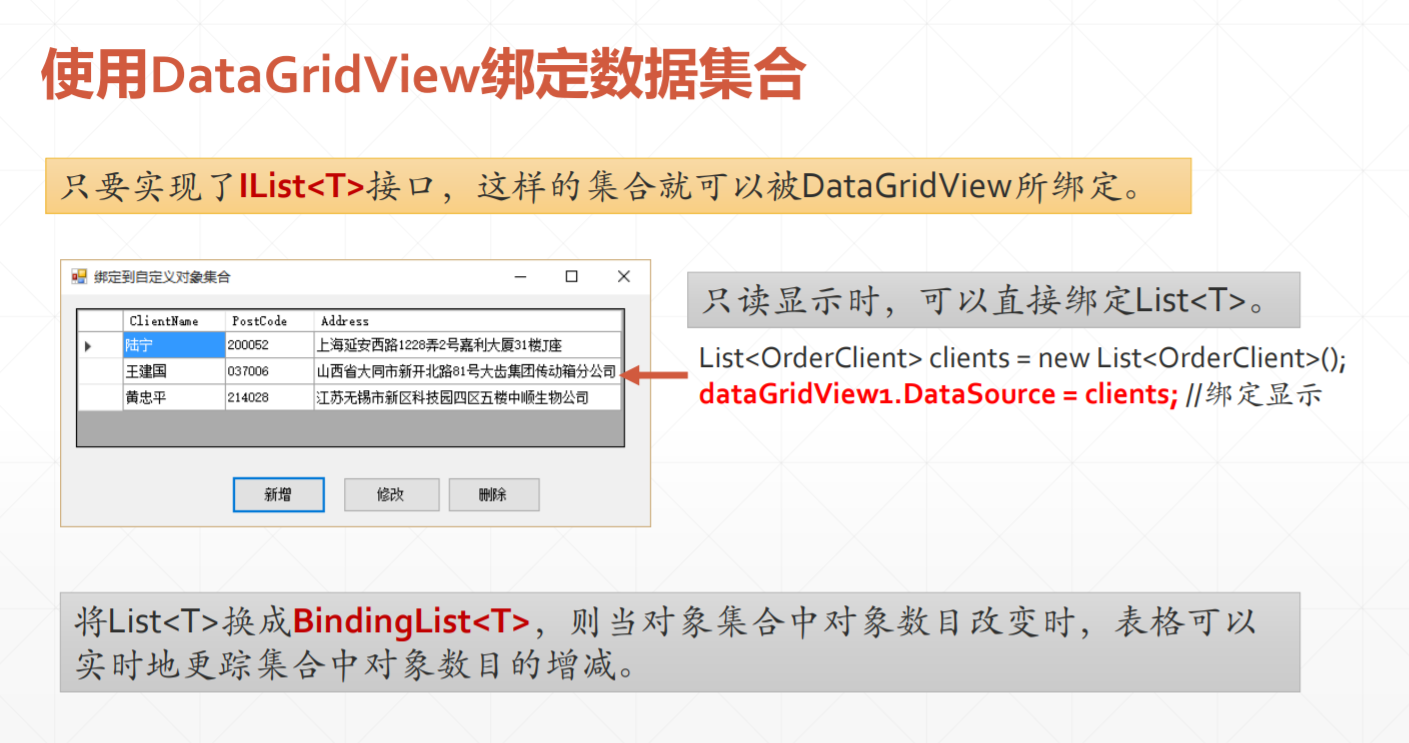 使用DataGridView绑定数据集合
只要实现了IList<T>接口，这样的集合就可以被DataGridView所绑定。
绑定到自定义对象集合
ClientName PostCode Address
陆宁 200052 上海延安西路1228弄2号嘉利大厦31楼J座
王建国 037006 山西省大同市新开北路81号大齿集团传动箱分公司
黄忠平 214028 江苏无锡市新区科技园四区五楼中顺生物公司
新增 修改 删除
只读显示时，可以直接绑定List<T>。
List<OrderClient> clients = new List<OrderClient>();
dataGridView1.DataSource = clients; //绑定显示
将List<T>换成BindingList<T>，则当对象集合中对象数目改变时，表格可以
实时地更踪集合中对象数目的增减。